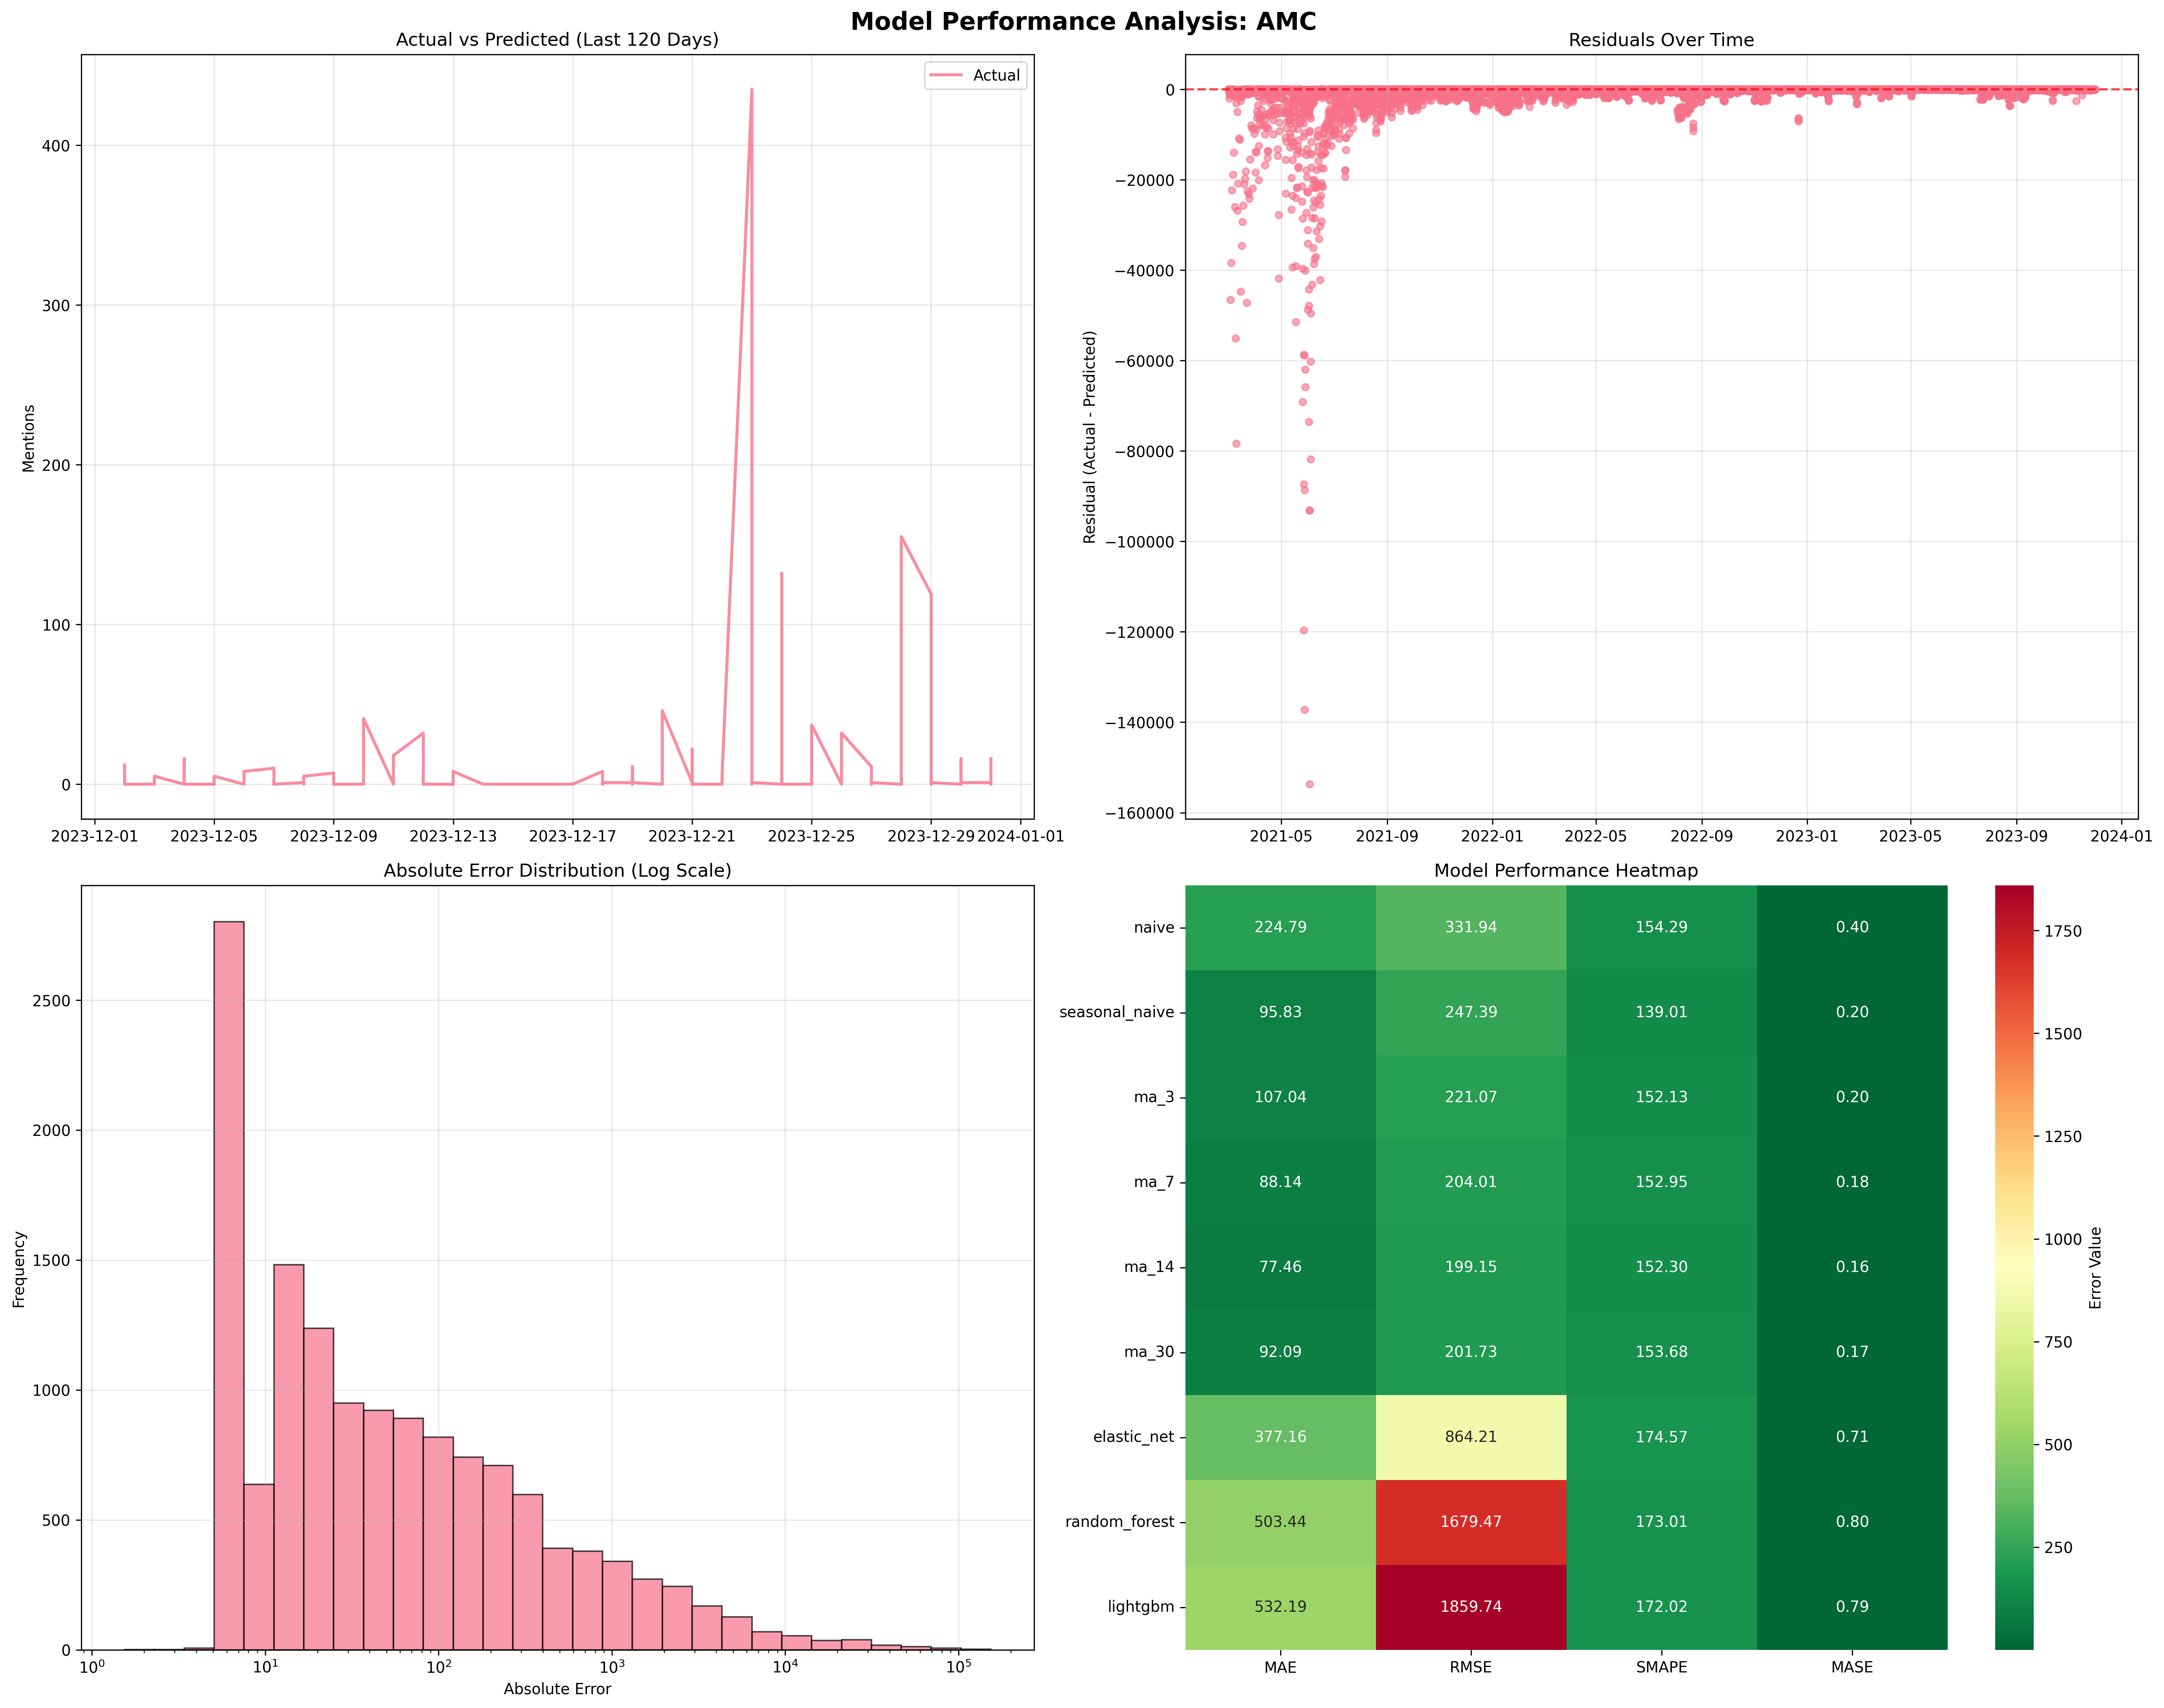 Model Performance Analysis: AMC
Actual vs Predicted (Last 120 Days)
Actual
Mentions
400
300
200
100
0
2023-12-01 2023-12-05 2023-12-09 2023-12-13 2023-12-17 2023-12-21 2023-12-25 2023-12-29 2024-01-01
Residuals Over Time
Residual (Actual - Predicted)
0
−20000
−40000
−60000
−80000
−100000
−120000
−140000
−160000
2021-05 2021-09 2022-01 2022-05 2022-09 2023-01 2023-05 2023-09 2024-01
Absolute Error Distribution (Log Scale)
Frequency
2500
2000
1500
1000
500
0
10⁰ 10¹ 10² 10³ 10⁴ 10⁵
Absolute Error
Model Performance Heatmap
naive 224.79 331.94 154.29 0.40
seasonal_naive 95.83 247.39 139.01 0.20
ma_3 107.04 221.07 152.13 0.20
ma_7 88.14 204.01 152.95 0.18
ma_14 77.46 199.15 152.30 0.16
ma_30 92.09 201.73 153.68 0.17
elastic_net 377.16 864.21 174.57 0.71
random_forest 503.44 1679.47 173.01 0.80
lightgbm 532.19 1859.74 172.02 0.79
MAE RMSE SMAPE MASE
1750
1500
1250
1000
750
500
250
Error Value